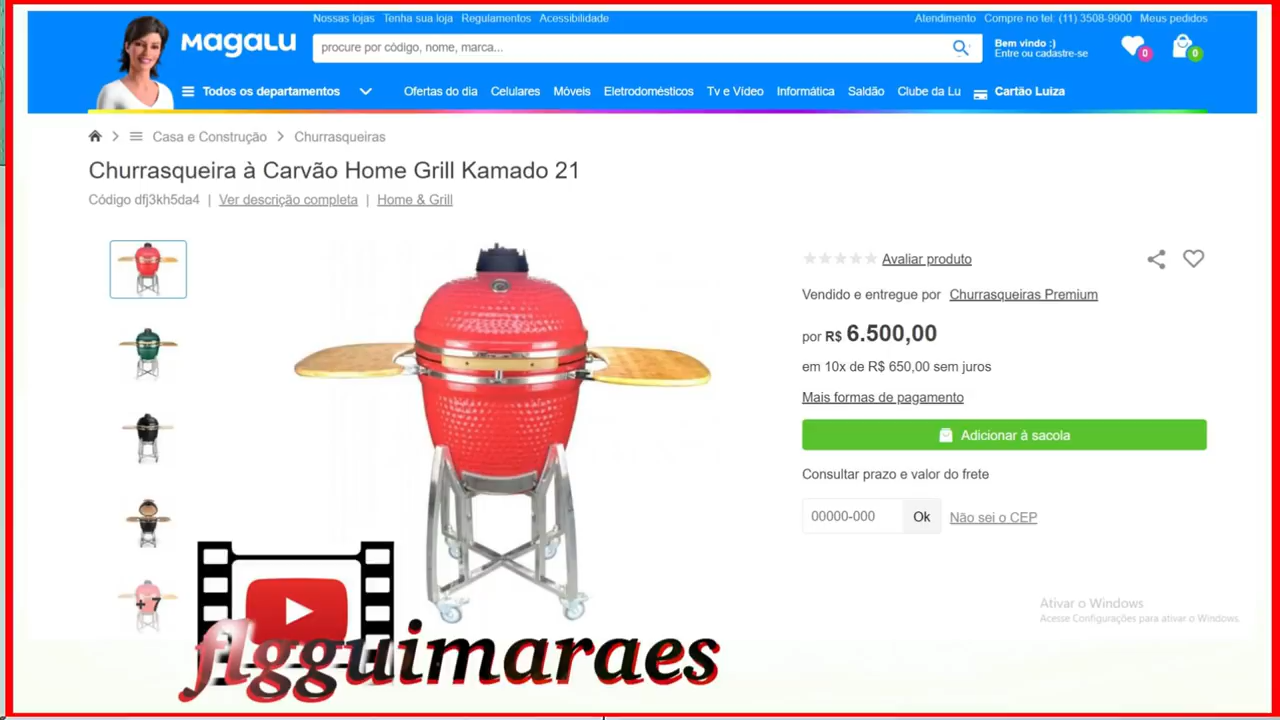 Nossas lojas Tenha sua loja Regulamentos Acessibilidade
Atendimento Compre no tel: (11) 3508-9900 Meus pedidos
Magalu
procure por código, nome, marca...
Bem vindo :)
Entre ou cadastre-se
0
0
Todos os departamentos
Ofertas do dia Celulares Móveis Eletrodomésticos Tv e Vídeo Informática Saldão Clube da Lu Cartão Luiza
Casa e Construção Churrasqueiras
Churrasqueira à Carvão Home Grill Kamado 21
Código dfj3kh5da4 | Ver descrição completa | Home & Grill
Avaliar produto
Vendido e entregue por Churrasqueiras Premium
por R$ 6.500,00
em 10x de R$ 650,00 sem juros
Mais formas de pagamento
Adicionar à sacola
Consultar prazo e valor do frete
00000-000 Ok Não sei o CEP
+7
Ativar o Windows
Acesse Configurações para ativar o Windows.
flgguimaraes